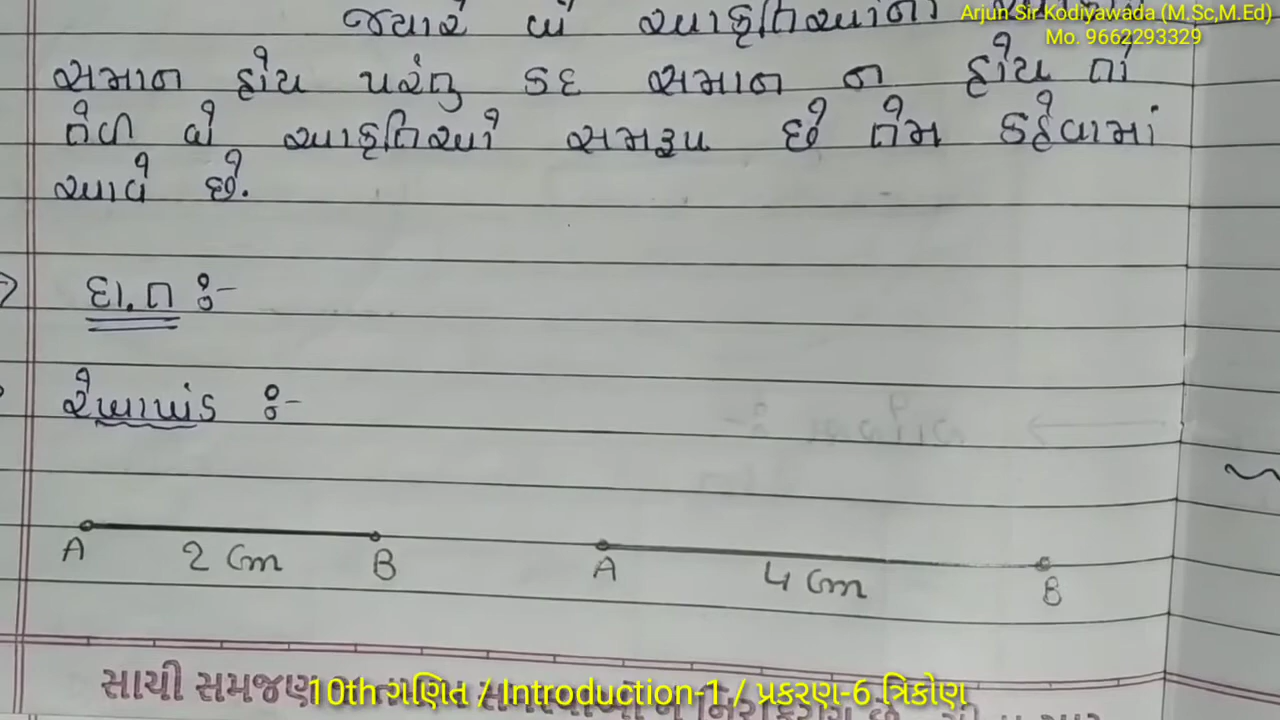 જ્યારે બે આકૃતિઓના
Arjun Sir Kodiyawada (M.Sc,M.Ed)
Mo. 9662293329
સમાન હોય પરંતુ કદ સમાન ન હોય તો
તેવી બે આકૃતિઓ સમરૂપ છે તેમ કહેવામાં
આવે છે.
દા.ત :-
રેખાખંડ :-
A 2 Cm B A 4 Cm B
સાચી સમજણ
10th ગણિત / Introduction-1 / પ્રકરણ-6 ત્રિકોણ